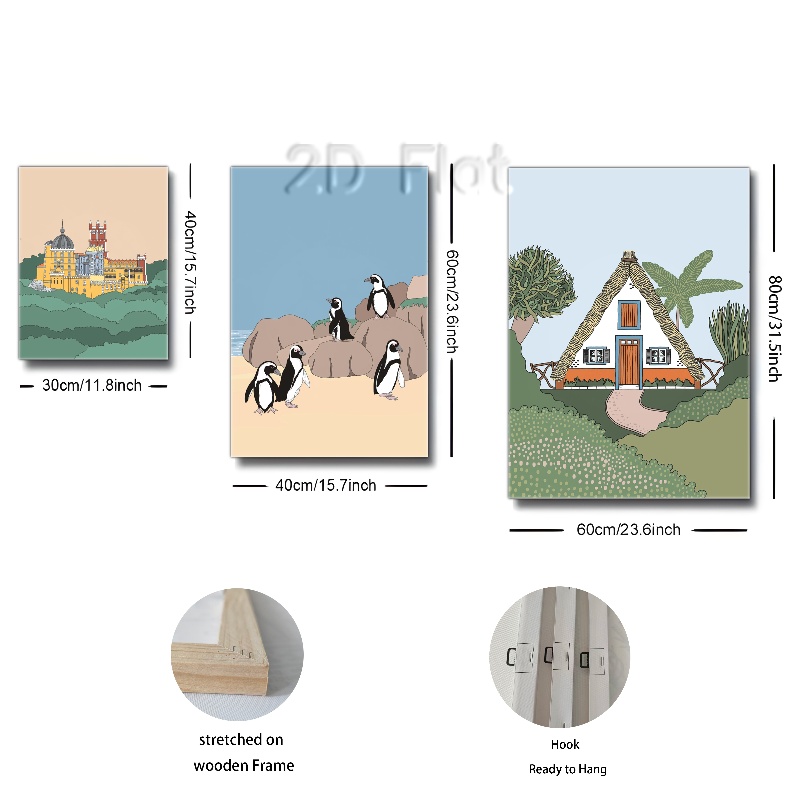 2D Flat
40cm/15.7inch
30cm/11.8inch
60cm/23.6inch
40cm/15.7inch
80cm/31.5inch
60cm/23.6inch
stretched on
wooden Frame
Hook
Ready to Hang